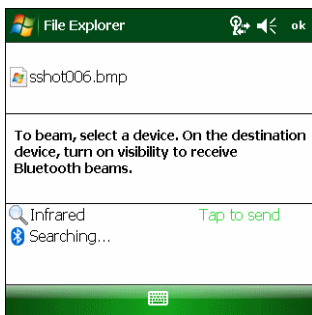 File Explorer
ok
sshot006.bmp
To beam, select a device. On the destination
device, turn on visibility to receive
Bluetooth beams.
Infrared Tap to send
Searching...